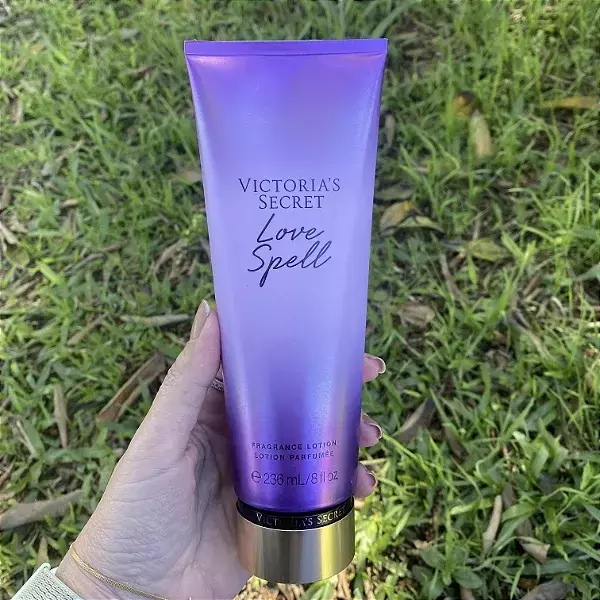 VICTORIA'S
SECRET
Love
Spell
FRAGRANCE LOTION
LOTION PARFUMÉE
℮ 236 mL/8 fl oz
VICTORIA'S SECRET